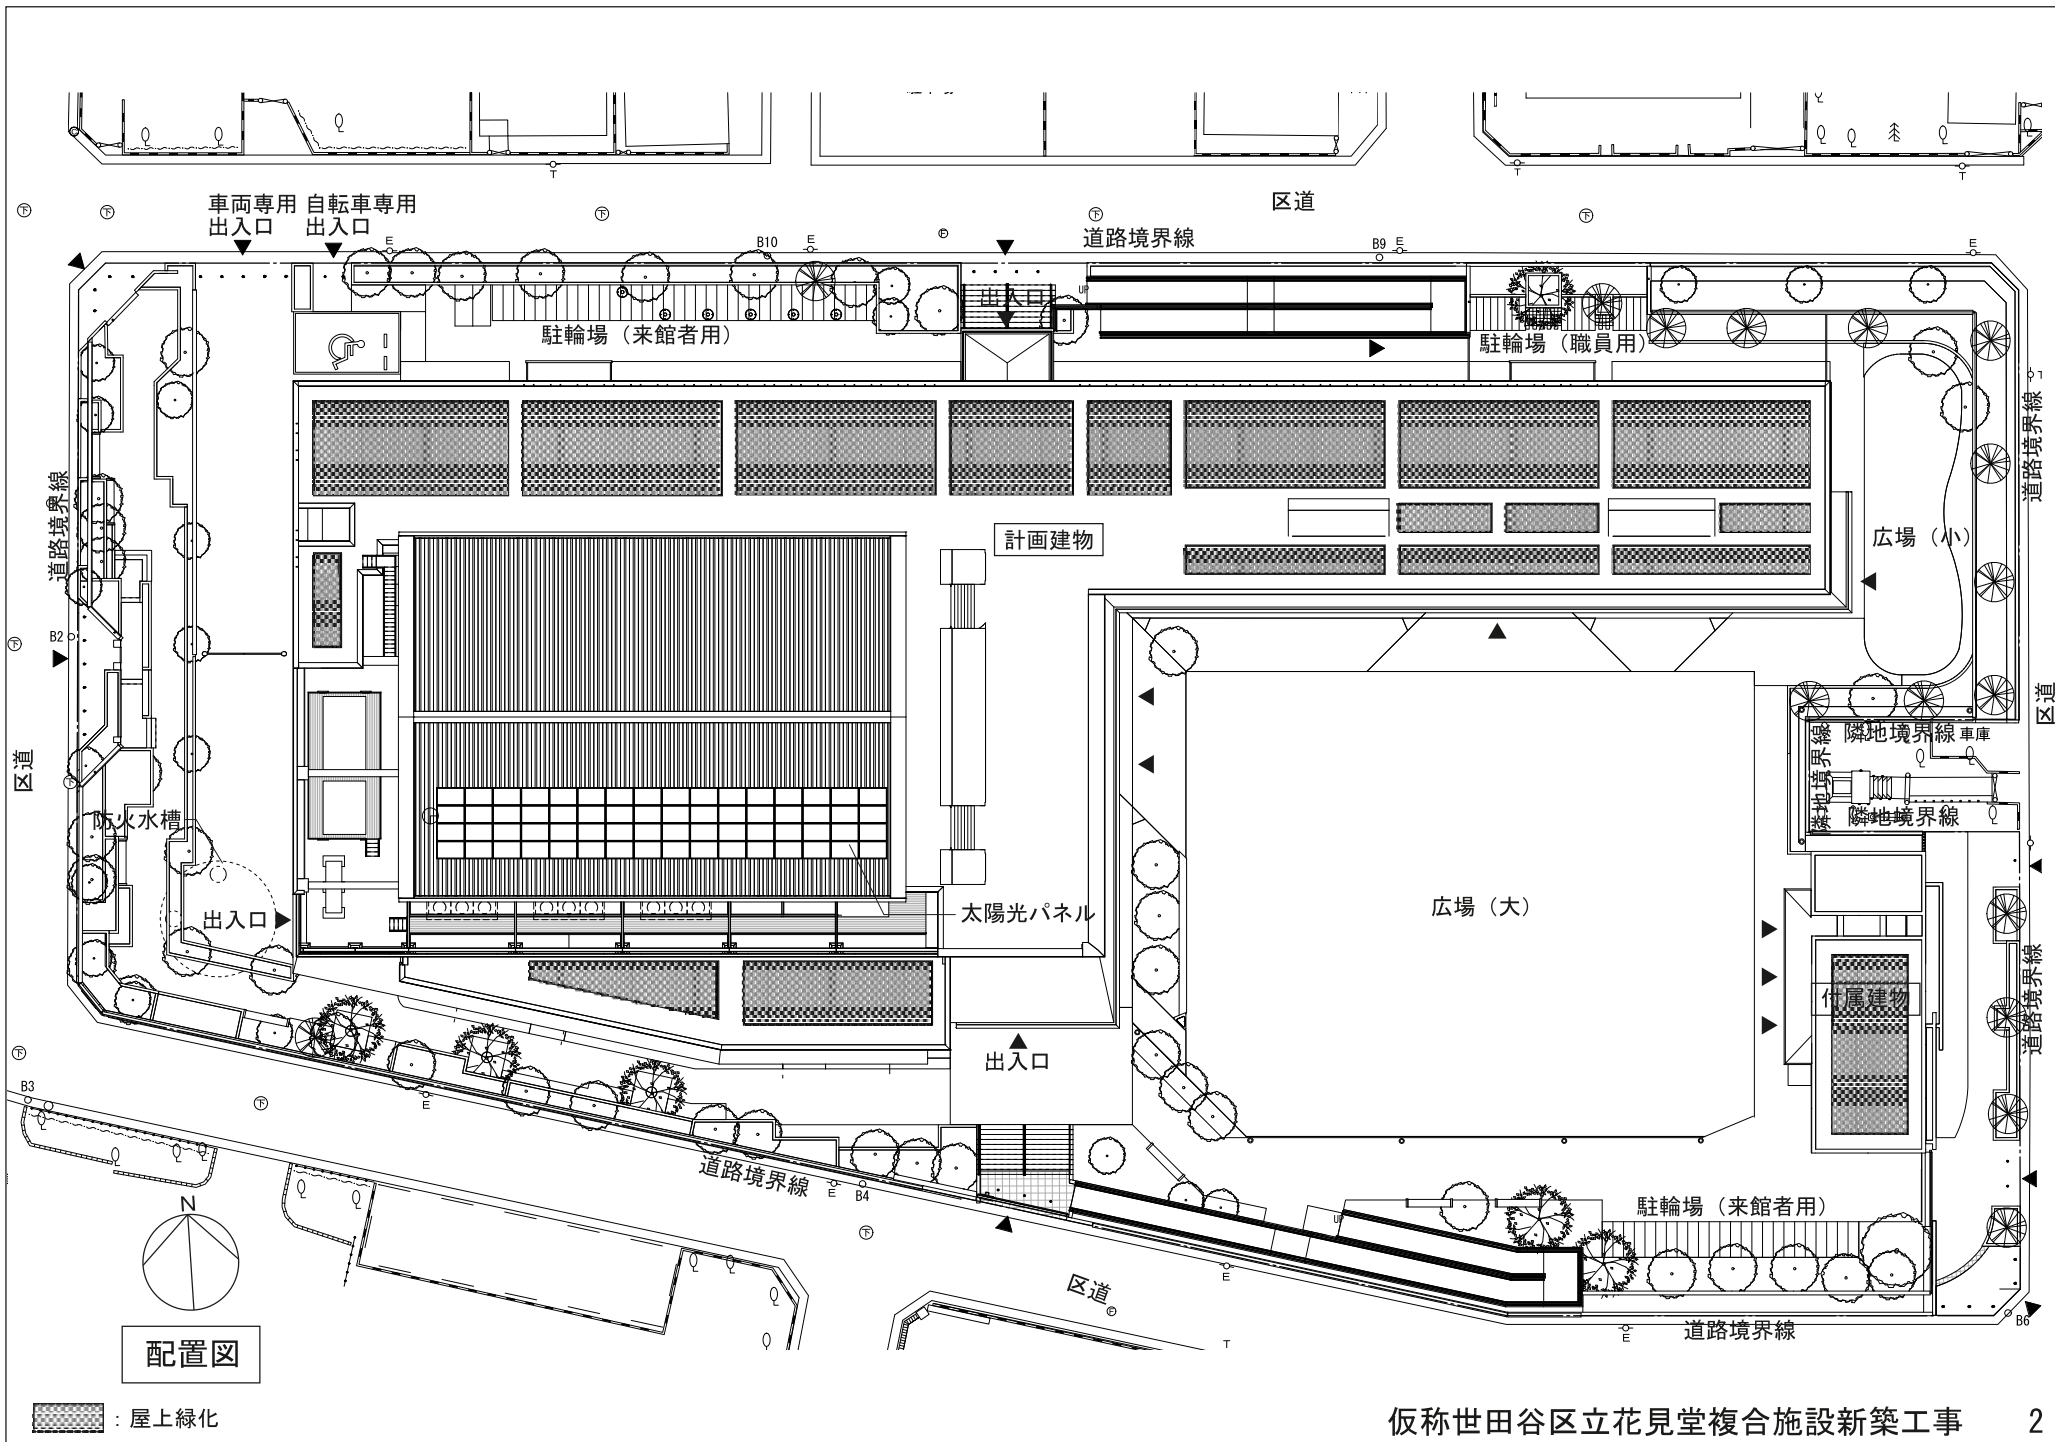 区道
車両専用
出入口
自転車専用
出入口
道路境界線
E
B10
E
B9
E
E
T
T
T
出入口
UP
駐輪場（来館者用）
駐輪場（職員用）
道路境界線
道路境界線
計画建物
広場（小）
B2
区道
区道
隣地境界線
車庫
隣地境界線
隣地境界線
防火水槽
出入口
太陽光パネル
広場（大）
付属建物
道路境界線
出入口
B3
E
道路境界線
E
B4
駐輪場（来館者用）
N
E
区道
T
E
道路境界線
B6
配置図
：屋上緑化
仮称世田谷区立花見堂複合施設新築工事 2